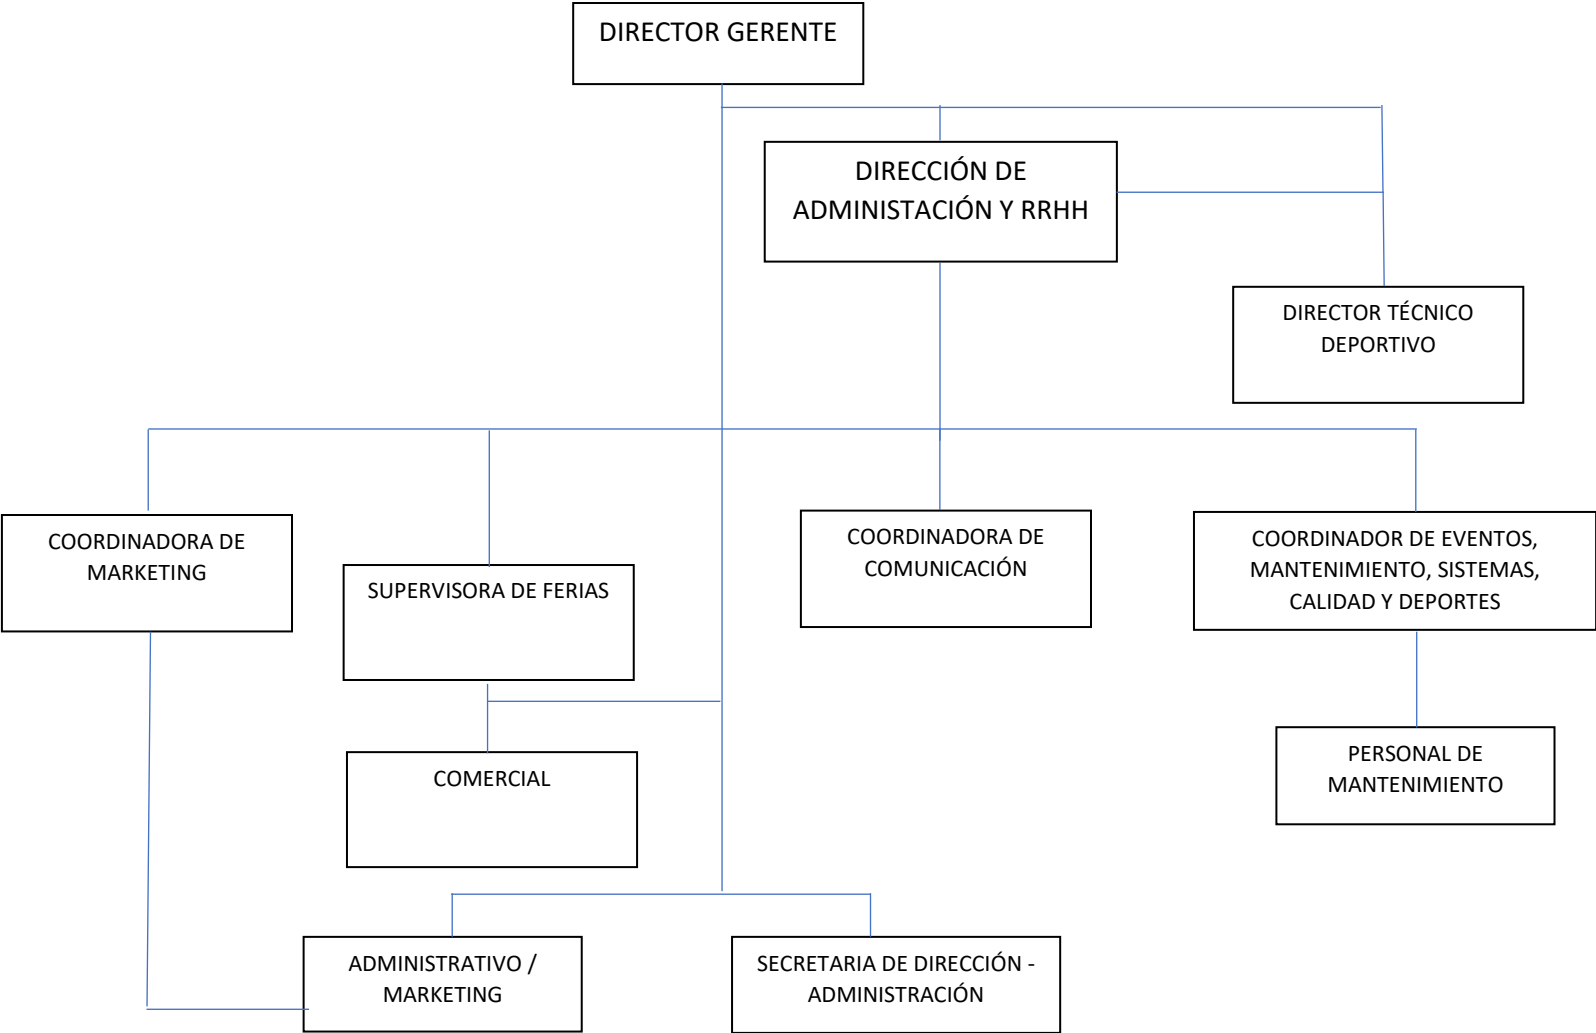 DIRECTOR GERENTE
DIRECCIÓN DE
ADMINISTACIÓN Y RRHH
DIRECTOR TÉCNICO
DEPORTIVO
COORDINADORA DE
MARKETING
SUPERVISORA DE FERIAS
COORDINADORA DE
COMUNICACIÓN
COORDINADOR DE EVENTOS,
MANTENIMIENTO, SISTEMAS,
CALIDAD Y DEPORTES
COMERCIAL
PERSONAL DE
MANTENIMIENTO
ADMINISTRATIVO /
MARKETING
SECRETARIA DE DIRECCIÓN -
ADMINISTRACIÓN